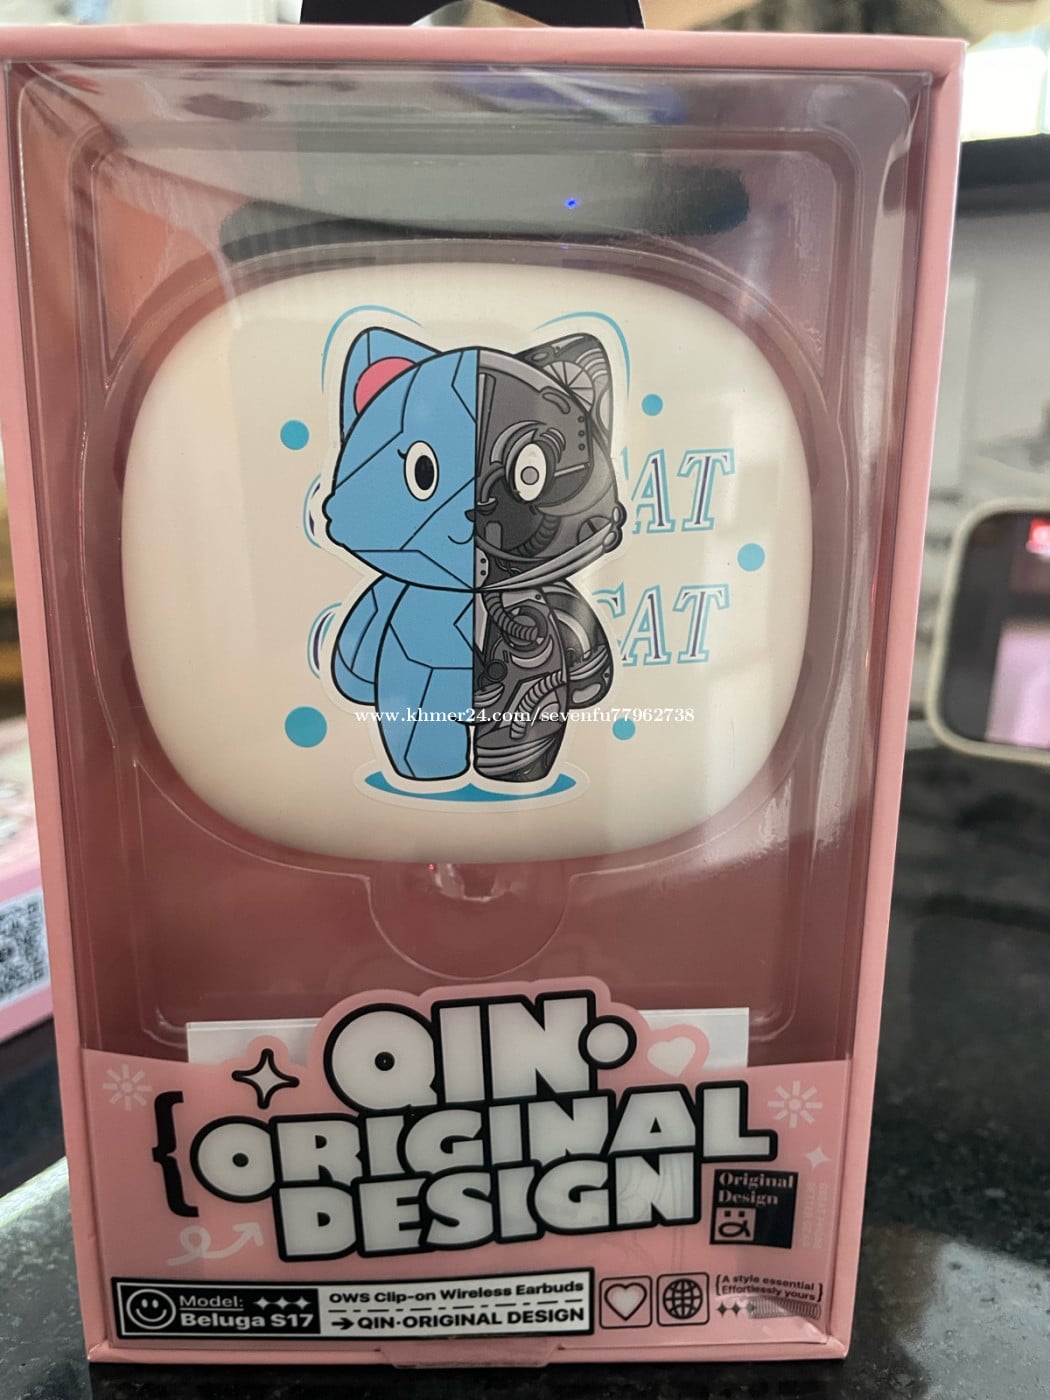 AT
CAT
www.khmer24.com/sevenfu77962738
QIN·
{ORIGINAL
DESIGN
Original
Design
Model:
Beluga S17
OWS Clip-on Wireless Earbuds
QIN·ORIGINAL DESIGN
{A style essential
Effortlessly yours}